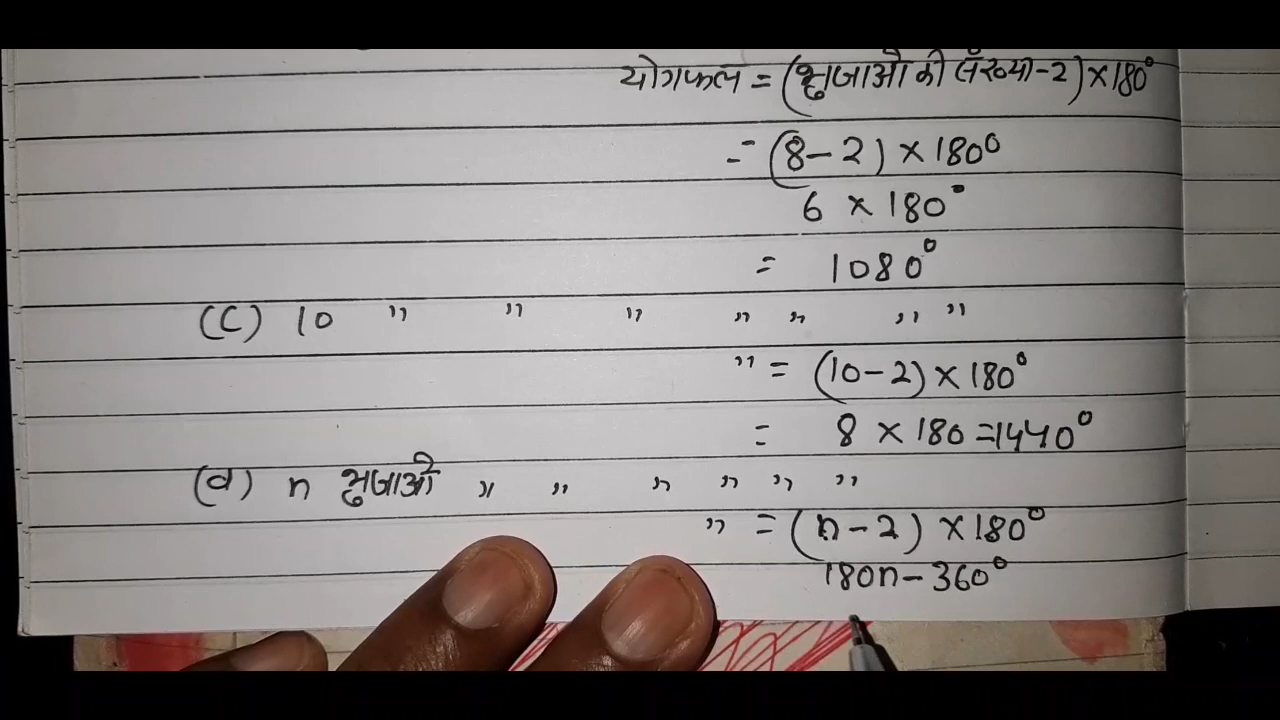 योगफल = (भुजाओ की सँख्या-2) × 180°
= (8-2) × 180°
6 × 180°
= 1080°
(C) 10 " " " " " " "
" = (10-2) × 180°
= 8 × 180 = 1440°
(d) n भुजाओ " " " " " "
" = (n-2) × 180°
180n - 360°